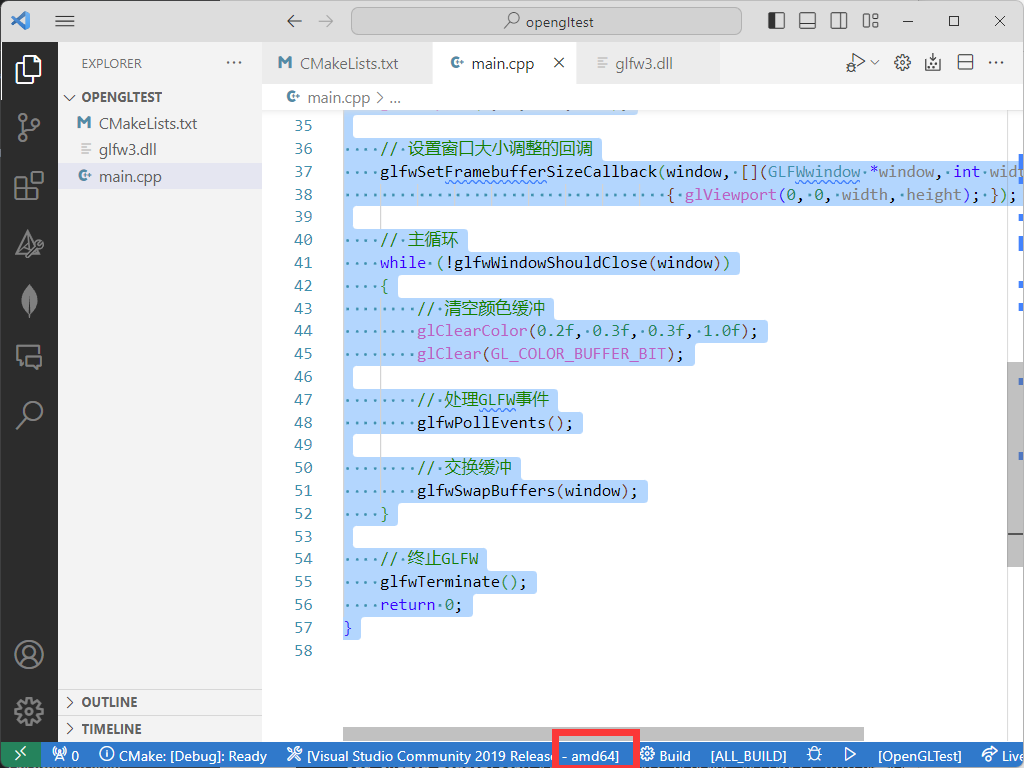 opengltest
EXPLORER
OPENGLTEST
CMakeLists.txt
glfw3.dll
main.cpp
OUTLINE
TIMELINE
CMakeLists.txt
main.cpp
glfw3.dll
main.cpp > ...
35
36 // 设置窗口大小调整的回调
37 glfwSetFramebufferSizeCallback(window, [](GLFWwindow *window, int widt
38 { glViewport(0, 0, width, height); });
39
40 // 主循环
41 while (!glfwWindowShouldClose(window))
42 {
43 // 清空颜色缓冲
44 glClearColor(0.2f, 0.3f, 0.3f, 1.0f);
45 glClear(GL_COLOR_BUFFER_BIT);
46
47 // 处理GLFW事件
48 glfwPollEvents();
49
50 // 交换缓冲
51 glfwSwapBuffers(window);
52 }
53
54 // 终止GLFW
55 glfwTerminate();
56 return 0;
57 }
58
0 CMake: [Debug]: Ready [Visual Studio Community 2019 Releas - amd64] Build [ALL_BUILD] [OpenGLTest] Live